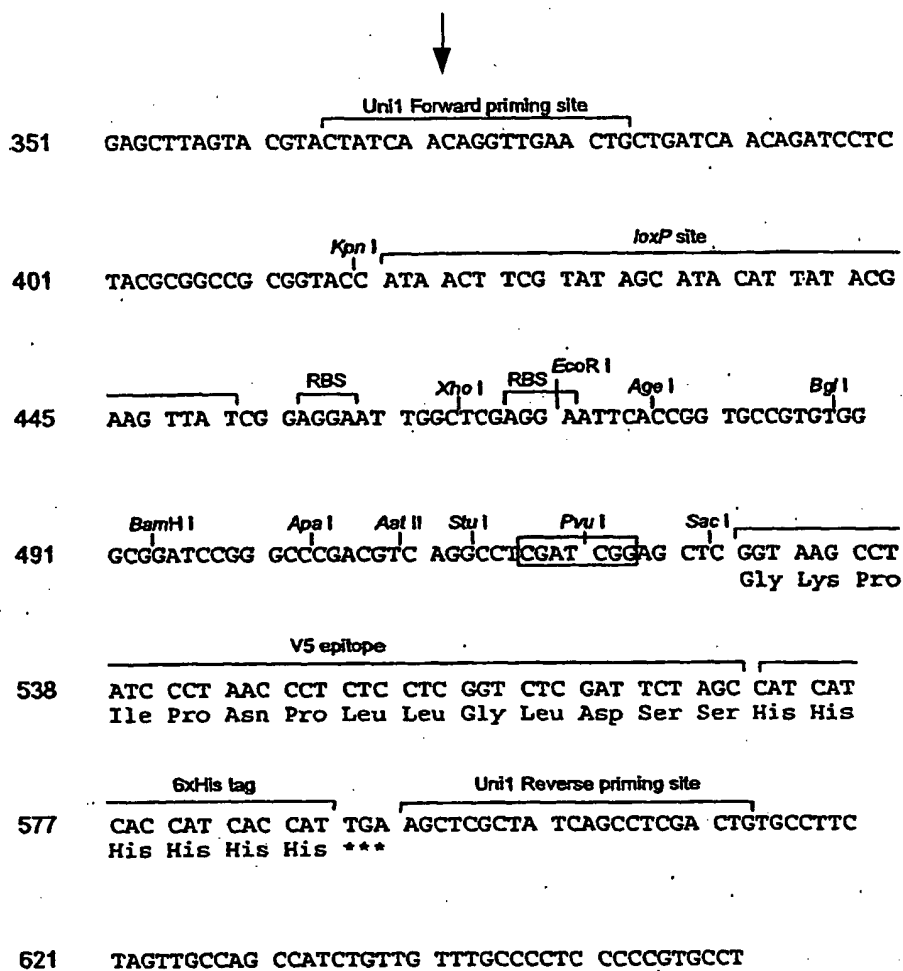 Uni1 Forward priming site
351 GAGCTTAGTA CGTACTATCA ACAGGTTGAA CTGCTGATCA ACAGATCCTC
Kpn I loxP site
401 TACGCGGCCG CGGTACC ATA ACT TCG TAT AGC ATA CAT TAT ACG
RBS Xho I RBS EcoR I Age I Bgl I
445 AAG TTA TCG GAGGAAT TGGCTCGAGG AATTCACCGG TGCCGTGTGG
BamH I Apa I Aat II Stu I Pvu I Sac I
491 GCGGATCCGG GCCCGACGTC AGGCCTCGAT CGGAG CTC GGT AAG CCT
Gly Lys Pro
V5 epitope
538 ATC CCT AAC CCT CTC CTC GGT CTC GAT TCT AGC CAT CAT
Ile Pro Asn Pro Leu Leu Gly Leu Asp Ser Ser His His
6xHis tag Uni1 Reverse priming site
577 CAC CAT CAC CAT TGA AGCTCGCTA TCAGCCTCGA CTGTGCCTTC
His His His His ***
621 TAGTTGCCAG CCATCTGTTG TTTGCCCCTC CCCCGTGCCT